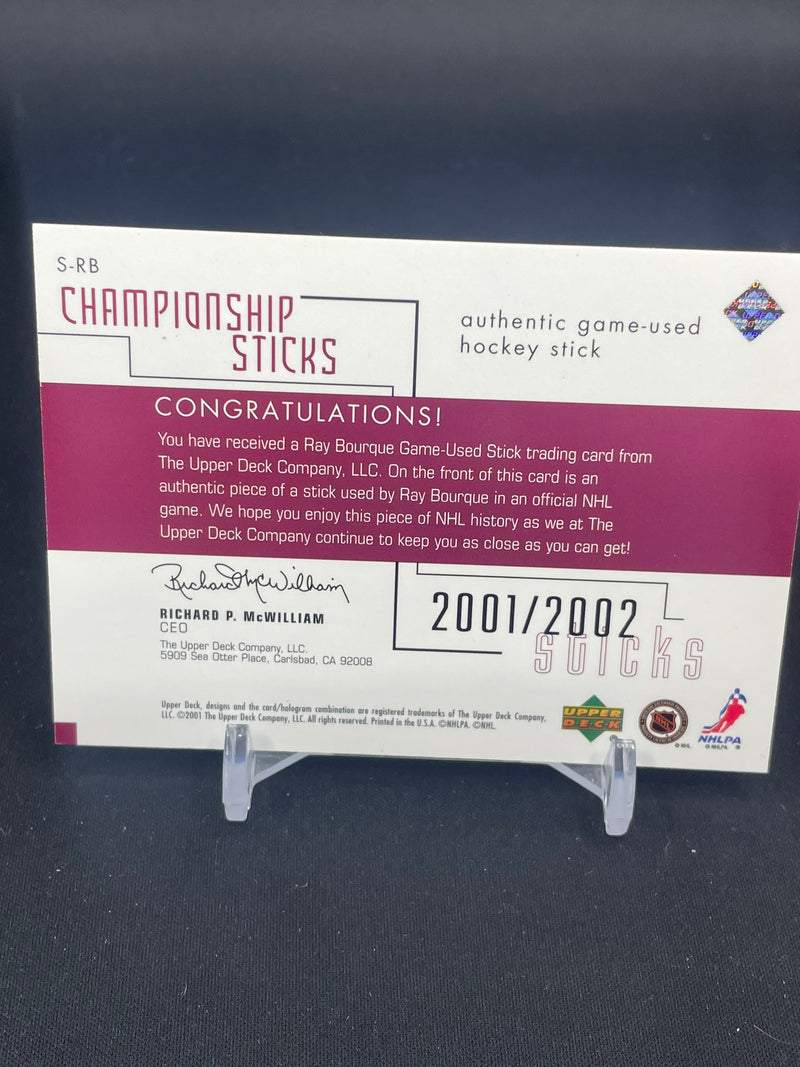 S-RB
CHAMPIONSHIP
STICKS
authentic game-used
hockey stick
CONGRATULATIONS!
You have received a Ray Bourque Game-Used Stick trading card from
The Upper Deck Company, LLC. On the front of this card is an
authentic piece of a stick used by Ray Bourque in an official NHL
game. We hope you enjoy this piece of NHL history as we at The
Upper Deck Company continue to keep you as close as you can get!
Richard McWilliam
RICHARD P. McWILLIAM
CEO
The Upper Deck Company, LLC.
5909 Sea Otter Place, Carlsbad, CA 92008
2001/2002
sticks
Upper Deck, designs and the card/hologram combination are registered trademarks of The Upper Deck Company,
LLC. ©2001 The Upper Deck Company, LLC. All rights reserved. Printed in the U.S.A. ©NHLPA. ©NHL.
UPPER
DECK
NHL
© NHL
NHLPA
© NHLPA